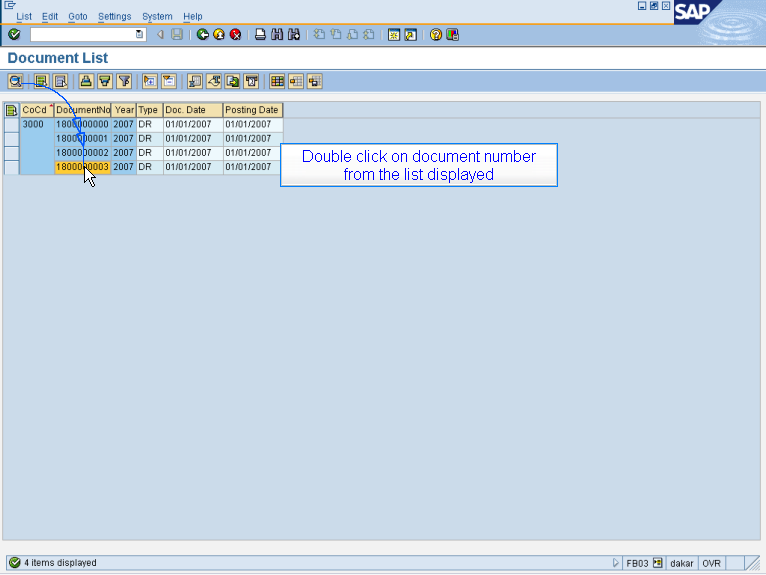 List Edit Goto Settings System Help
SAP
Document List
CoCd DocumentNo Year Type Doc. Date Posting Date
3000 1800000000 2007 DR 01/01/2007 01/01/2007
1800000001 2007 DR 01/01/2007 01/01/2007
1800000002 2007 DR 01/01/2007 01/01/2007
1800000003 2007 DR 01/01/2007 01/01/2007
Double click on document number
from the list displayed
4 items displayed
FB03 dakar OVR